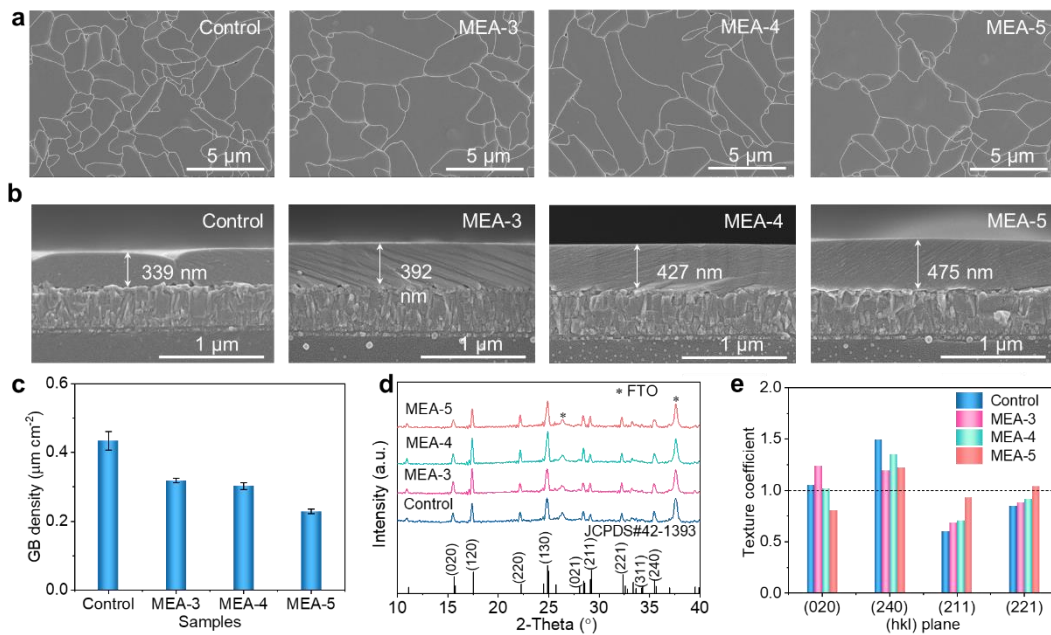 a
Control
MEA-3
MEA-4
MEA-5
5 µm
5 µm
5 µm
5 µm
b
Control
MEA-3
MEA-4
MEA-5
339 nm
392
nm
427 nm
475 nm
1 µm
1 µm
1 µm
1 µm
c
GB density (µm cm-2)
0.6
0.4
0.2
0.0
Control
MEA-3
MEA-4
MEA-5
Samples
d
Intensity (a.u.)
* FTO
*
*
MEA-5
MEA-4
MEA-3
Control
JCPDS#42-1393
(020)
(120)
(220)
(130)
(021)
(211)
(221)
(311)
(240)
10
15
20
25
30
35
40
2-Theta (°)
e
Texture coefficient
2.0
1.5
1.0
0.5
0.0
Control
MEA-3
MEA-4
MEA-5
(020)
(240)
(211)
(221)
(hkl) plane